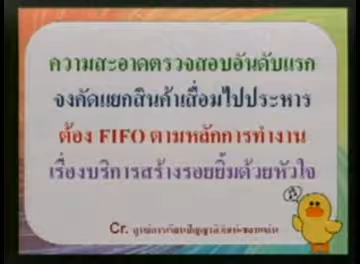 ความสะอาดตรวจสอบอันดับแรก
จงคัดแยกสินค้าเสื่อมไปประหาร
ต้อง FIFO ตามหลักการทำงาน
เรื่องบริการสร้างรอยยิ้มด้วยหัวใจ
Cr.